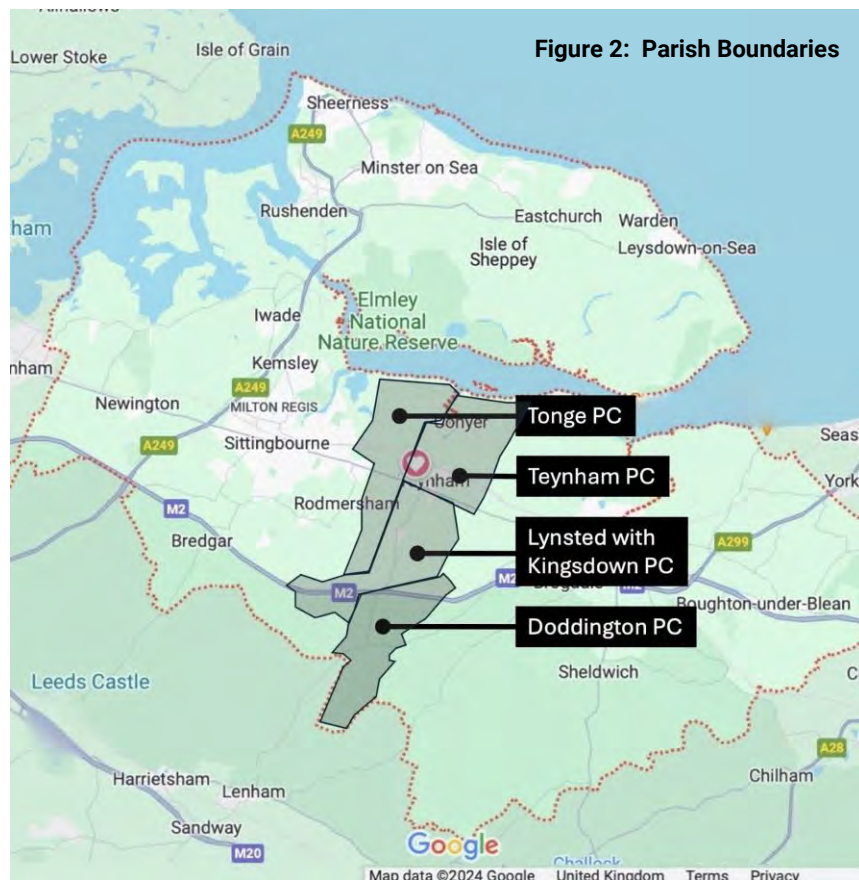 Lower Stoke
Isle of Grain
Figure 2: Parish Boundaries
Sheerness
A249
Minster on Sea
Rushenden
Eastchurch
Warden
Isle of
Sheppey
Leysdown-on-Sea
ham
Iwade
Elmley
National
Nature Reserve
Kemsley
nham
A249
Newington
MILTON REGIS
Tonge PC
Sittingbourne
A249
Seas
Teynham PC
ynham
York
Rodmersham
M2
Lynsted with
Kingsdown PC
A299
Bredgar
M2
M2
M2
Boughton-under-Blean
Doddington PC
Sheldwich
Leeds Castle
C
A28
Harrietsham
Lenham
Chilham
Sandway
M20
Google
Challock
Map data ©2024 Google United Kingdom Terms Privacy